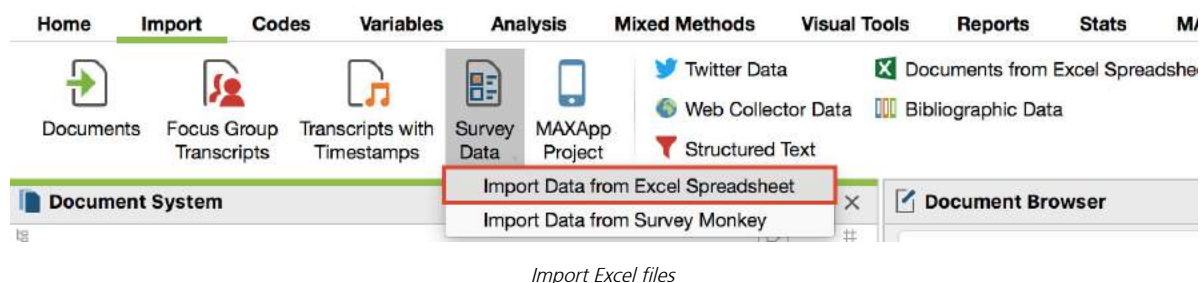 Home Import Codes Variables Analysis Mixed Methods Visual Tools Reports Stats
Twitter Data Documents from Excel
Web Collector Data Bibliographic Data
Documents Focus Group Transcripts with Survey MAXApp
Transcripts Timestamps Data Project Structured Text
Import Data from Excel Spreadsheet
Document System Document Browser
Import Data from Survey Monkey
Import Excel files